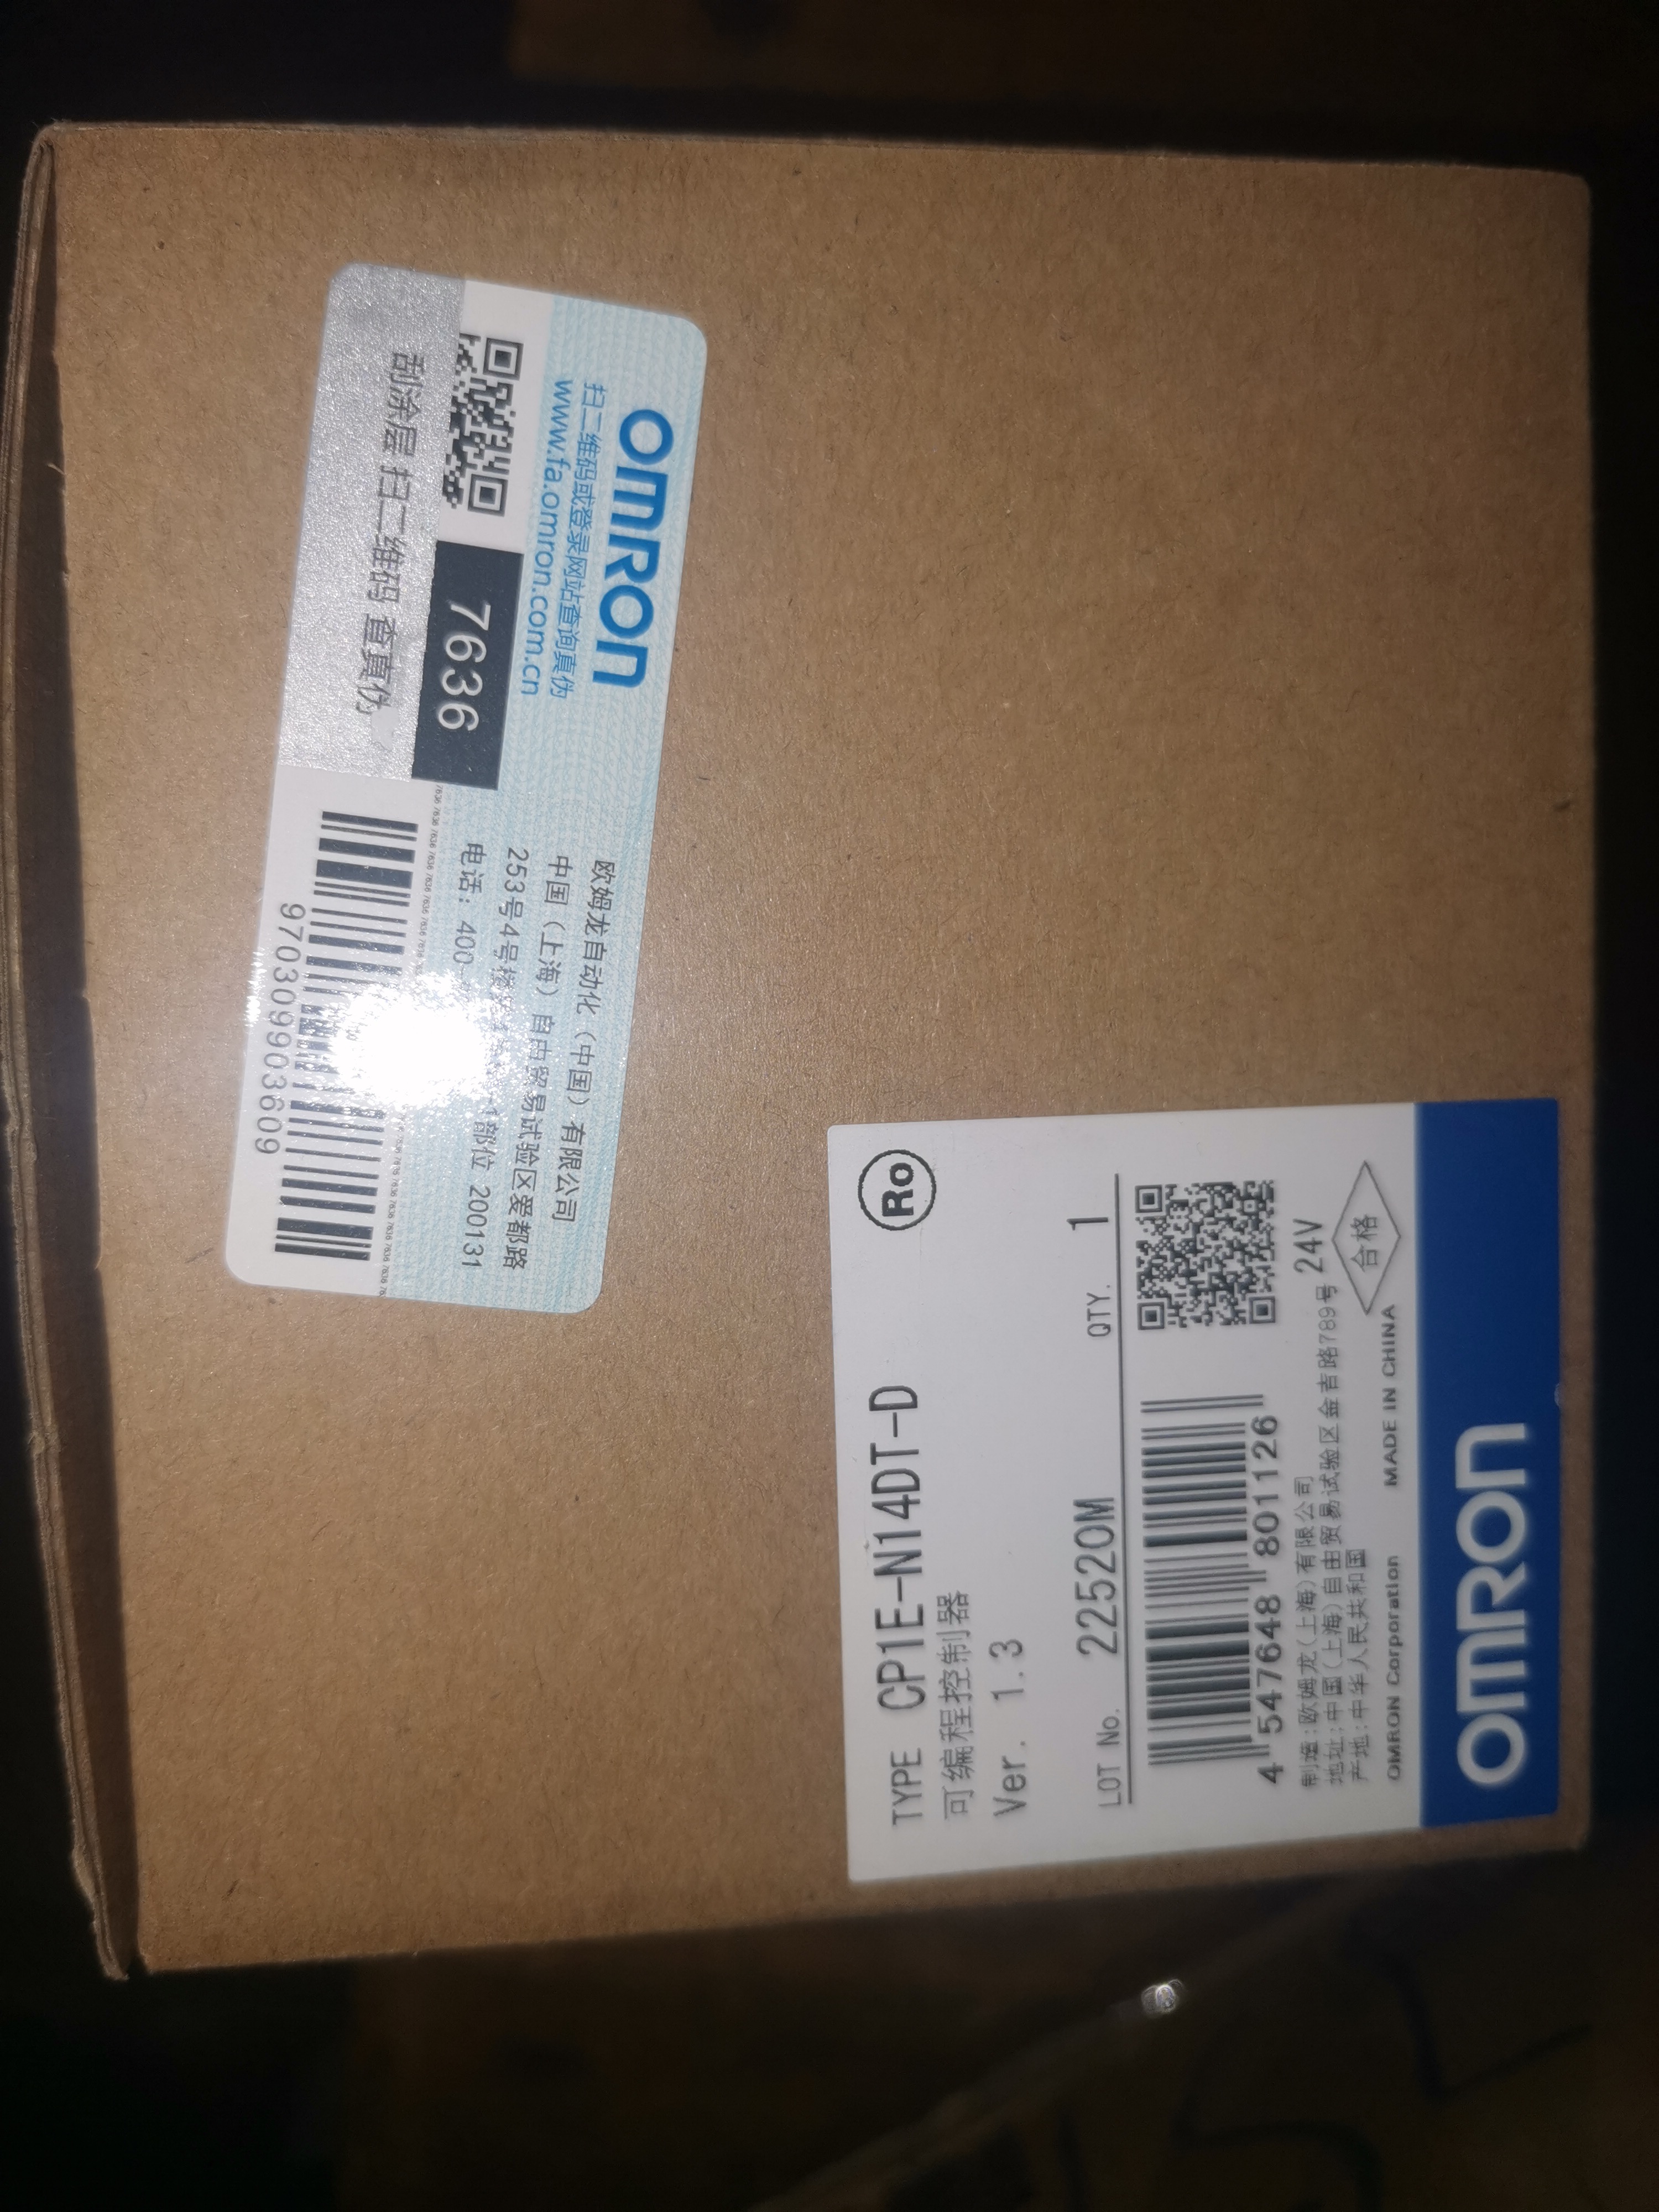 OMRON
扫二维码或登录网站查询真伪
www.fa.omron.com.cn
7636
刮涂层 扫二维码 查真伪
欧姆龙自动化（中国）有限公司
中国（上海）自由贸易试验区爱都路
253号4号楼 部位 200131
电话：400
9703099903609
TYPE CP1E-N14DT-D
可编程控制器
Ver. 1.3
Ro
LOT No. 22520M QTY. 1
4 547648 801126
24V
制造:欧姆龙(上海)有限公司
地址:中国(上海)自由贸易试验区金吉路789号
产地:中华人民共和国
合格
OMRON Corporation MADE IN CHINA
OMRON